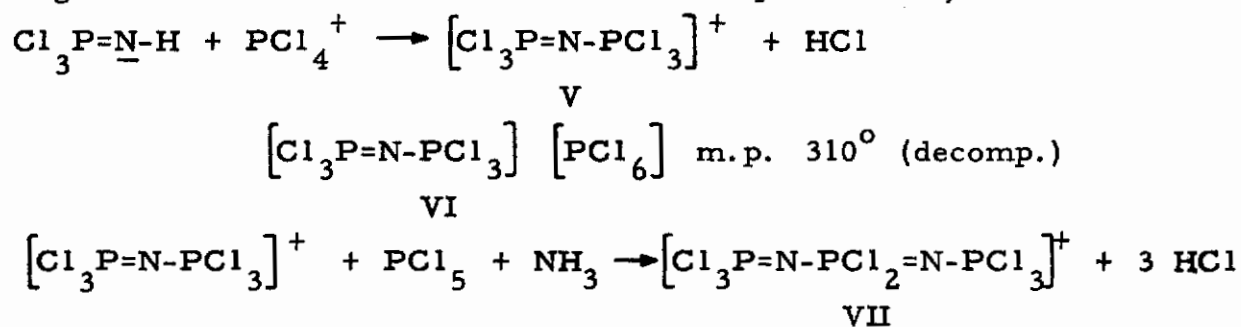 Cl₃P=N-H + PCl₄⁺ ⟶ [Cl₃P=N-PCl₃]⁺ + HCl
V
[Cl₃P=N-PCl₃] [PCl₆] m.p. 310° (decomp.)
VI
[Cl₃P=N-PCl₃]⁺ + PCl₅ + NH₃ ⟶ [Cl₃P=N-PCl₂=N-PCl₃]⁺ + 3 HCl
VII